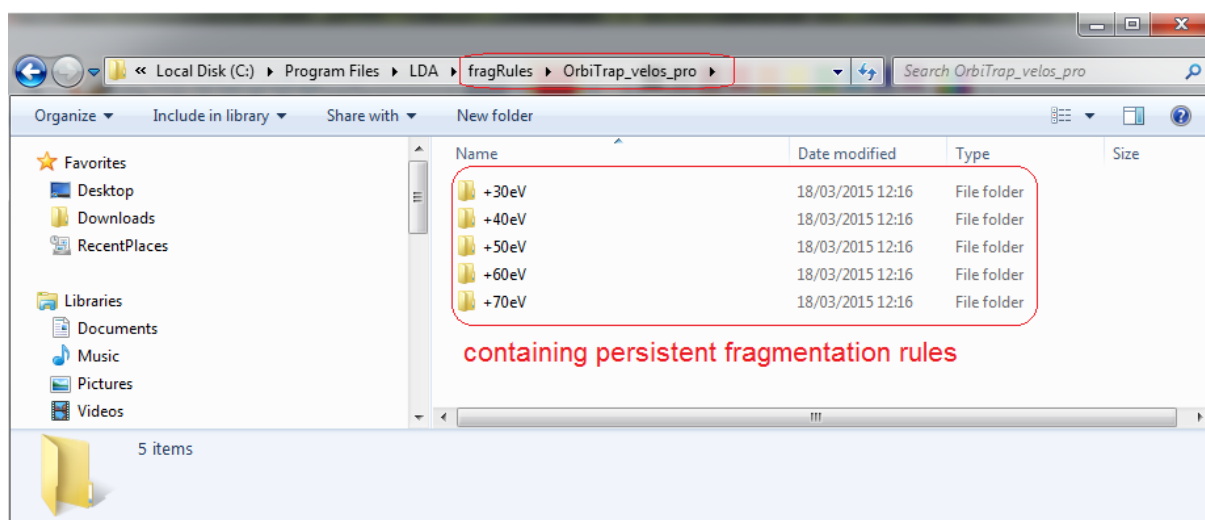 « Local Disk (C:) ▸ Program Files ▸ LDA ▸ fragRules ▸ OrbiTrap_velos_pro ▸ Search OrbiTrap_velos_pro
Organize ▾ Include in library ▾ Share with ▾ New folder
Name Date modified Type Size
Favorites
Desktop
Downloads
RecentPlaces
Libraries
Documents
Music
Pictures
Videos
+30eV 18/03/2015 12:16 File folder
+40eV 18/03/2015 12:16 File folder
+50eV 18/03/2015 12:16 File folder
+60eV 18/03/2015 12:16 File folder
+70eV 18/03/2015 12:16 File folder
containing persistent fragmentation rules
5 items